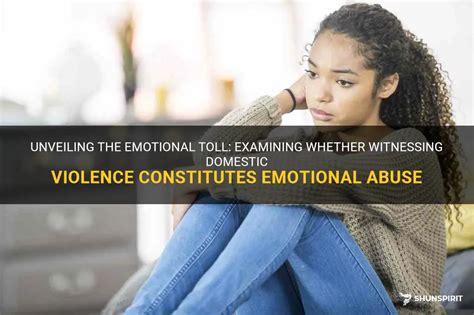 UNVEILING THE EMOTIONAL TOLL: EXAMINING WHETHER WITNESSING
DOMESTIC
VIOLENCE CONSTITUTES EMOTIONAL ABUSE
SHUNSPIRIT